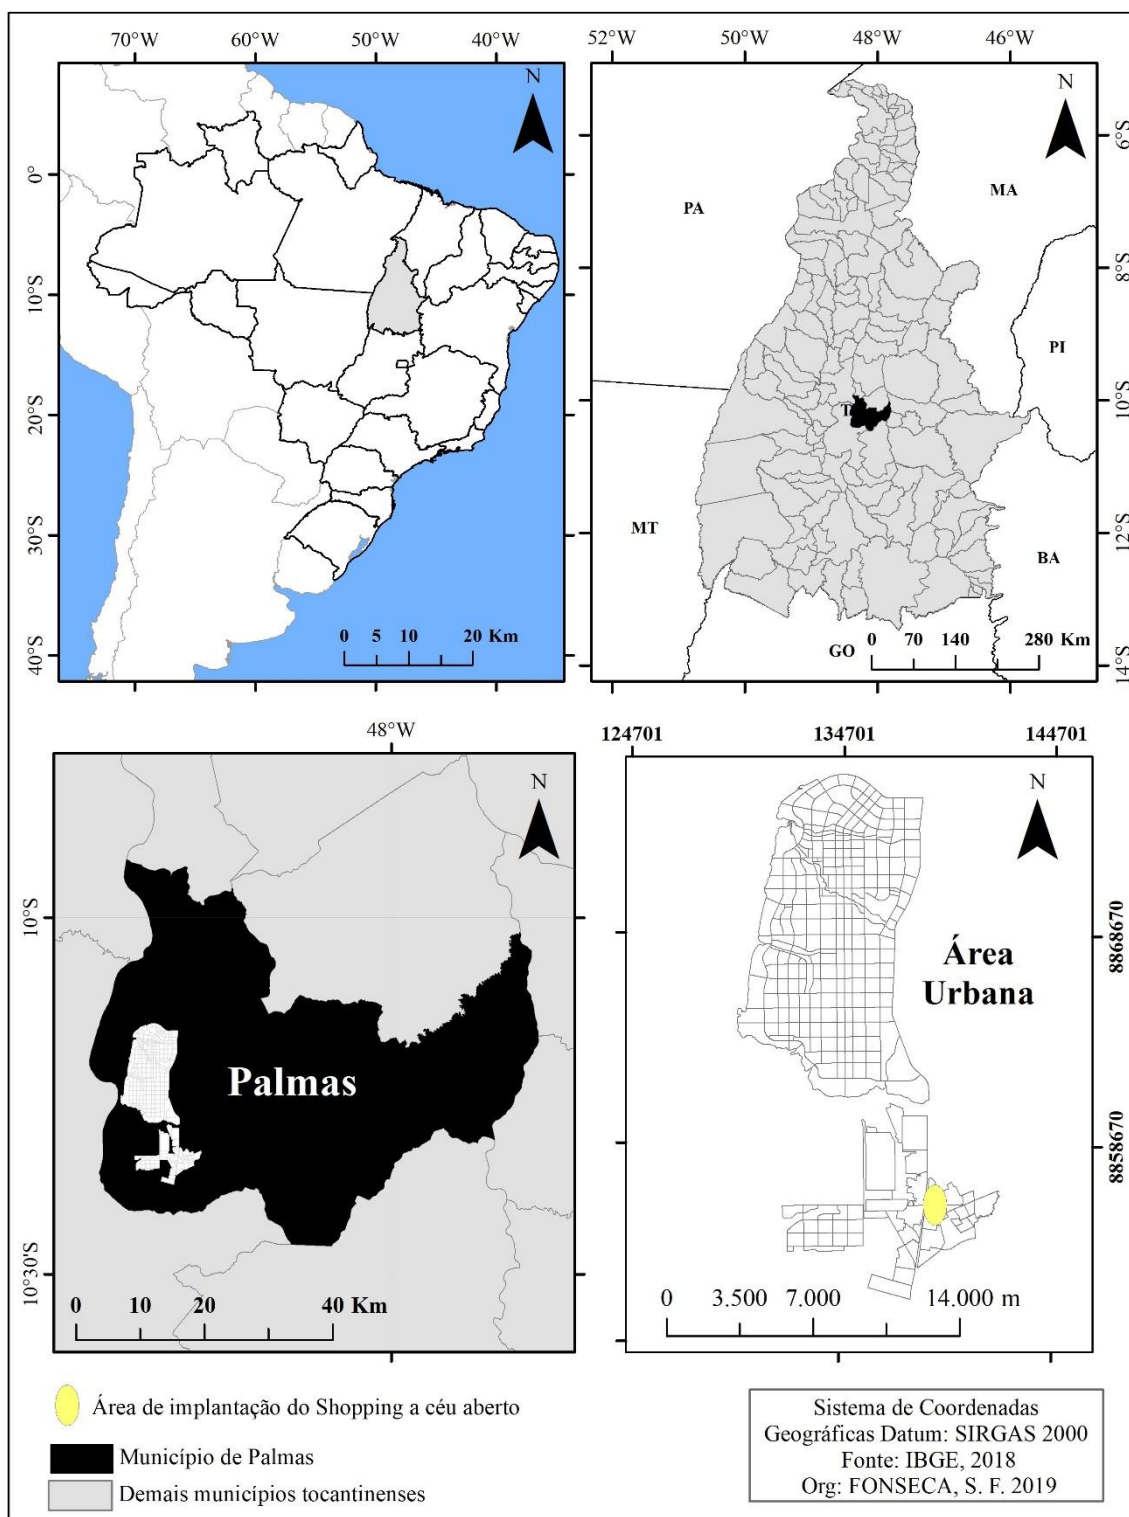 70°W 60°W 50°W 40°W
N
0°
10°S
20°S
30°S
40°S
0 5 10 20 Km
52°W 50°W 48°W 46°W
N
6°S
8°S
10°S
12°S
14°S
PA
MA
PI
T
MT
BA
GO
0 70 140 280 Km
48°W
N
10°S
10°30'S
Palmas
0 10 20 40 Km
124701 134701 144701
N
8868670
8858670
Área
Urbana
0 3.500 7.000 14.000 m
Área de implantação do Shopping a céu aberto
Município de Palmas
Demais municípios tocantinenses
Sistema de Coordenadas
Geográficas Datum: SIRGAS 2000
Fonte: IBGE, 2018
Org: FONSECA, S. F. 2019